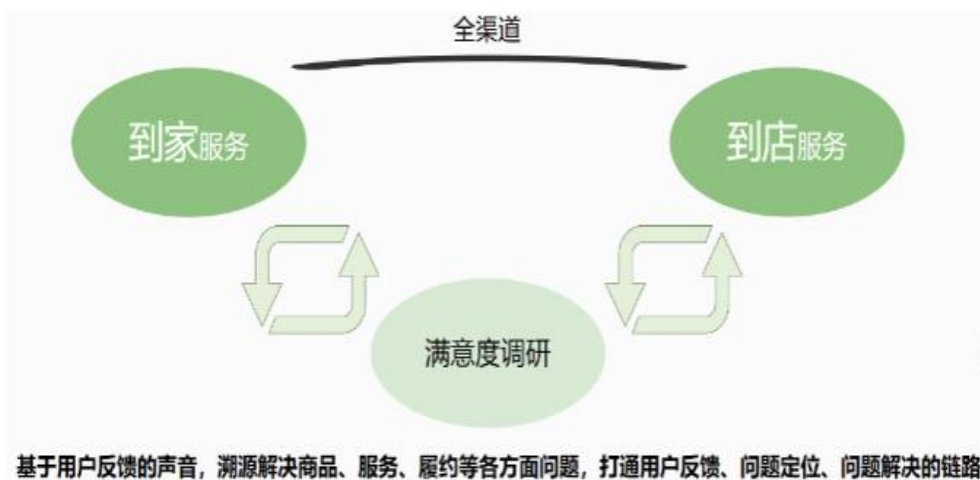 全渠道
到家服务
到店服务
满意度调研
基于用户反馈的声音，溯源解决商品、服务、履约等各方面问题，打通用户反馈、问题定位、问题解决的链路